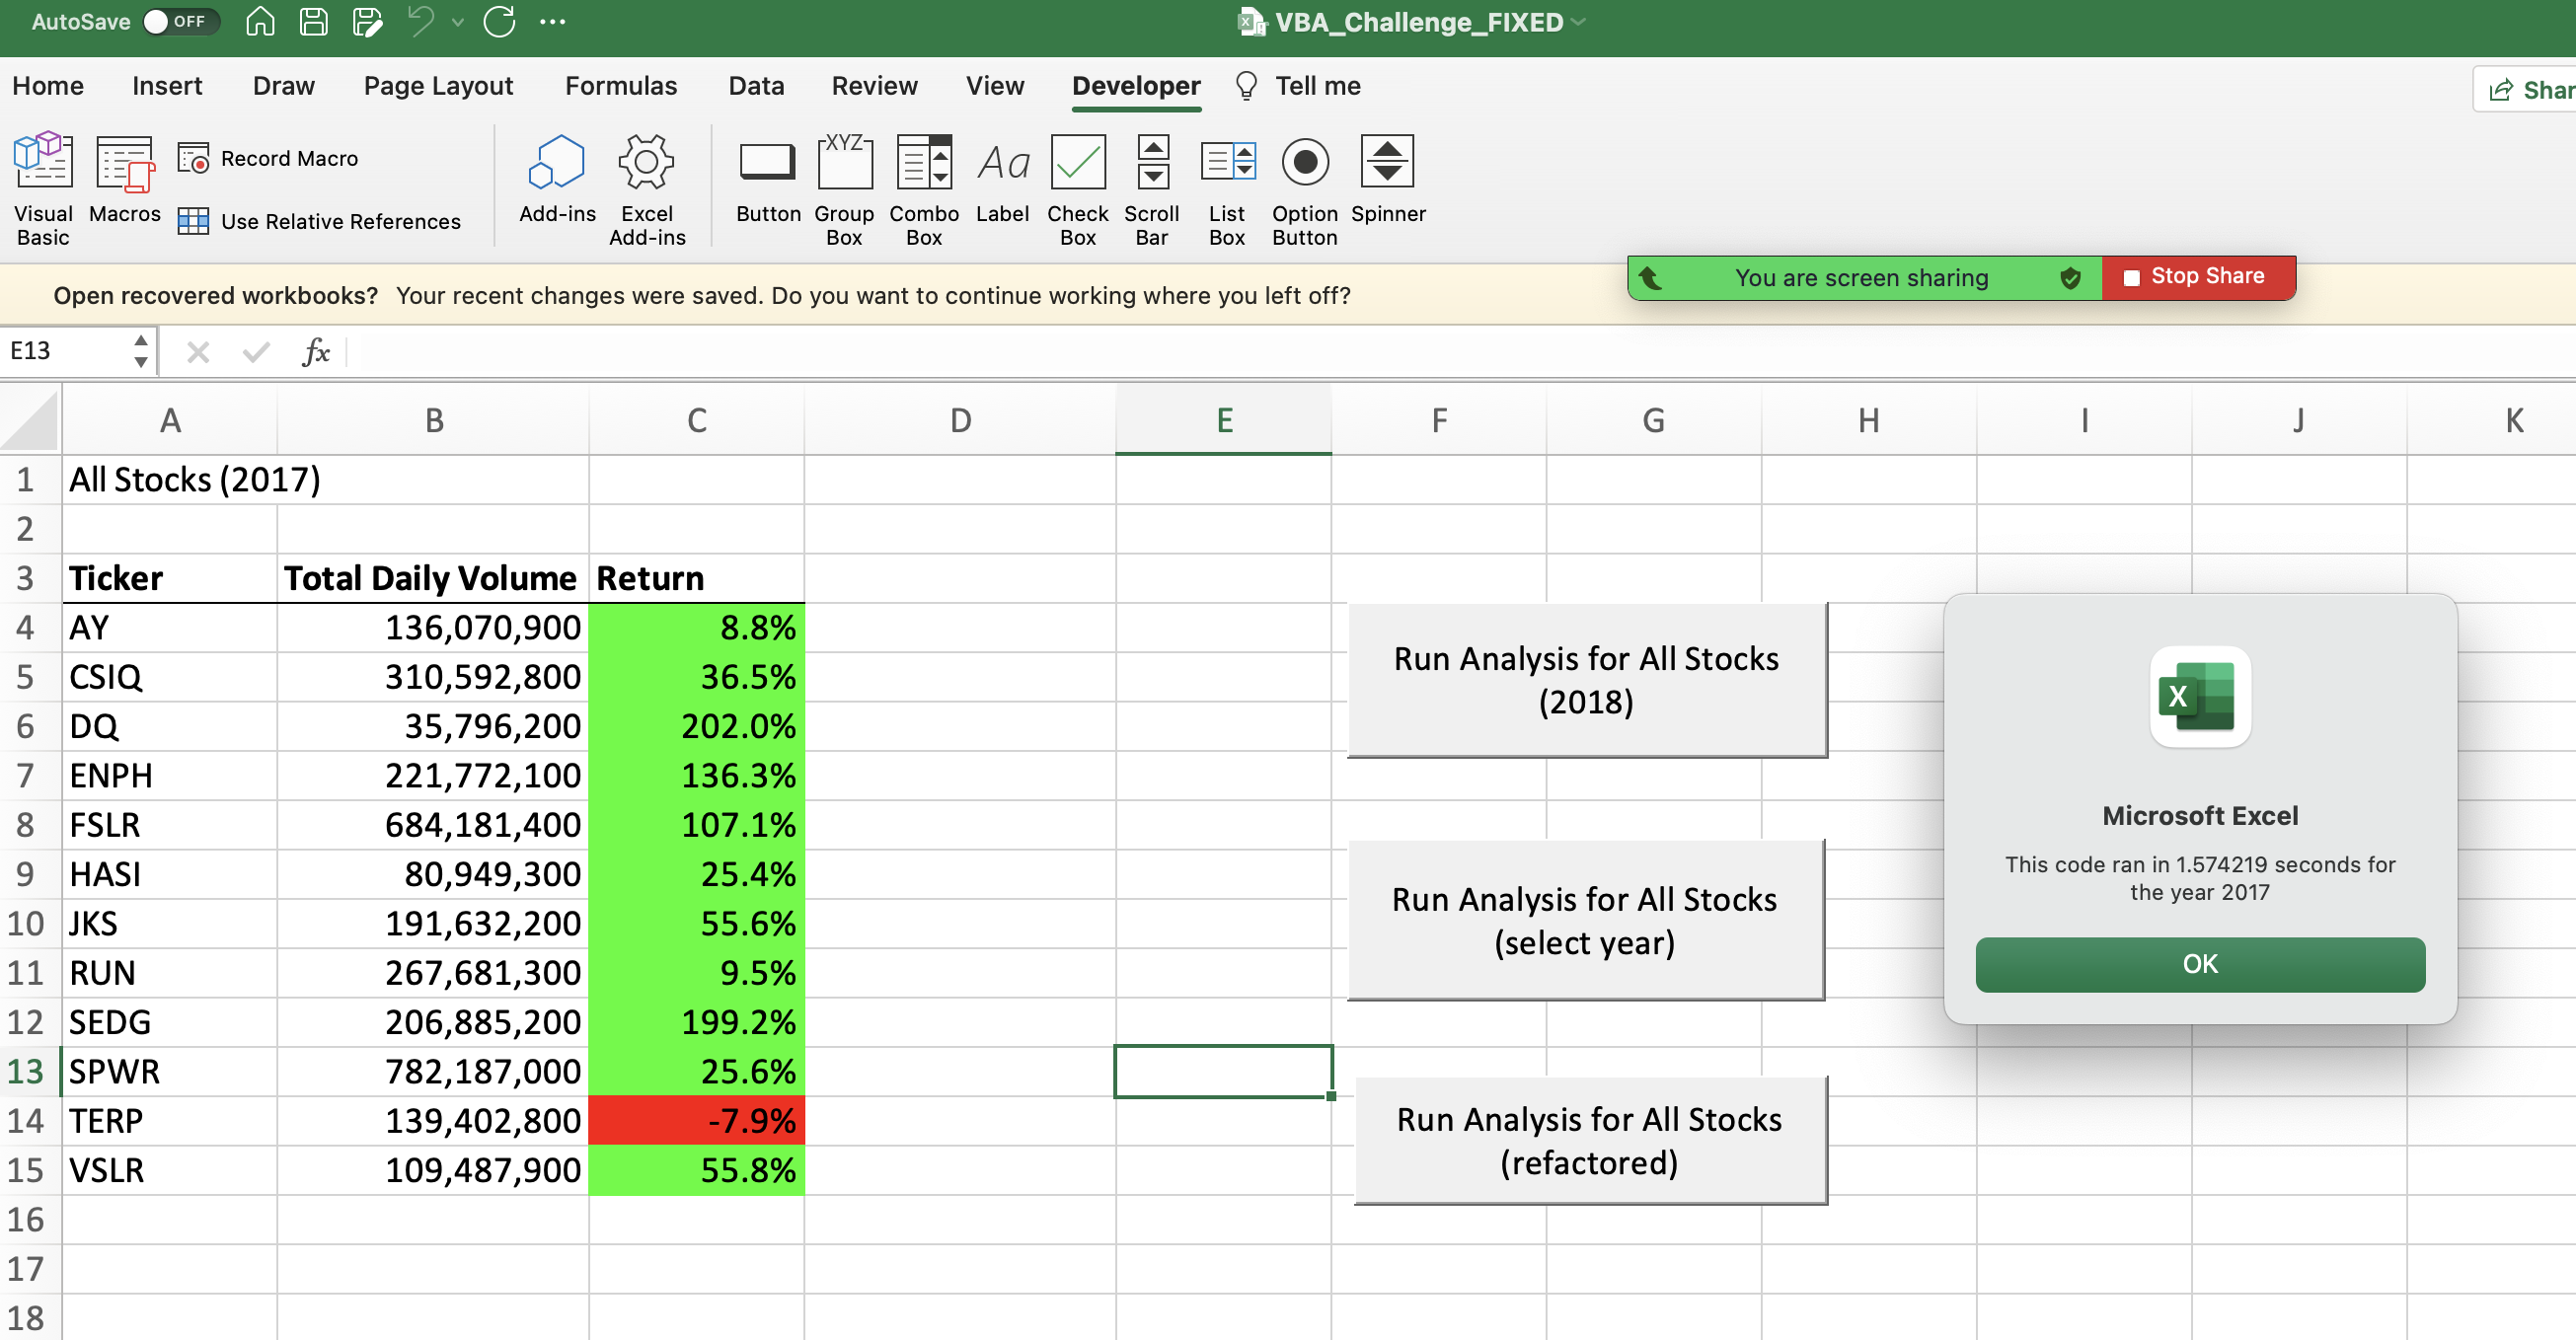 AutoSave OFF VBA_Challenge_FIXED
Home Insert Draw Page Layout Formulas Data Review View Developer Tell me
XYZ Aa
Record Macro
Visual Basic Macros Use Relative References Add-ins Excel Add-ins Button Group Box Combo Box Label Check Box Scroll Bar List Box Option Button Spinner
You are screen sharing Stop Share
Open recovered workbooks? Your recent changes were saved. Do you want to continue working where you left off?
E13 fx
A B C D E F G H I J K
1 All Stocks (2017)
2
3 Ticker Total Daily Volume Return
4 AY 136,070,900 8.8%
5 CSIQ 310,592,800 36.5%
6 DQ 35,796,200 202.0%
7 ENPH 221,772,100 136.3%
8 FSLR 684,181,400 107.1%
9 HASI 80,949,300 25.4%
10 JKS 191,632,200 55.6%
11 RUN 267,681,300 9.5%
12 SEDG 206,885,200 199.2%
13 SPWR 782,187,000 25.6%
14 TERP 139,402,800 -7.9%
15 VSLR 109,487,900 55.8%
16
17
18
Run Analysis for All Stocks
(2018)
Run Analysis for All Stocks
(select year)
Run Analysis for All Stocks
(refactored)
X
Microsoft Excel
This code ran in 1.574219 seconds for
the year 2017
OK